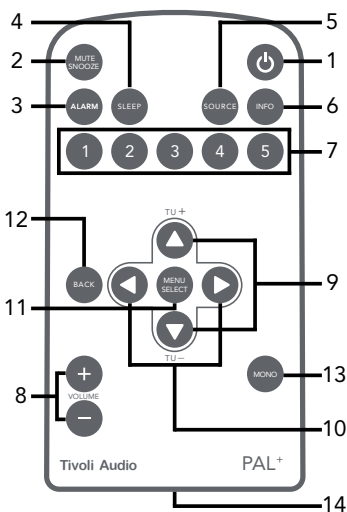 4
5
2
MUTE
SNOOZE
1
3
ALARM
SLEEP
SOURCE
INFO
6
1
2
3
4
5
7
TU +
12
BACK
MENU
SELECT
9
11
TU −
+
8
VOLUME
−
MONO
13
10
Tivoli Audio
PAL+
14